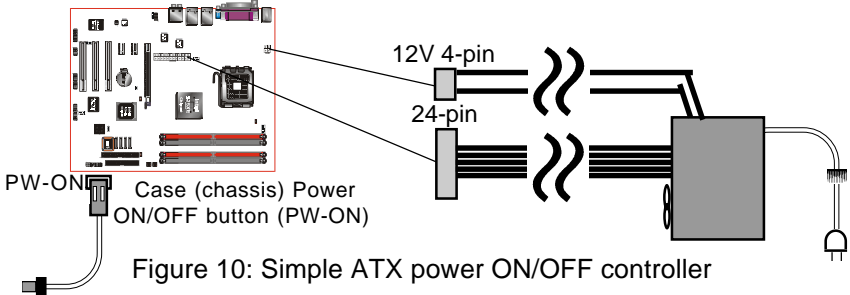 12V 4-pin
24-pin
PW-ON
Case (chassis) Power
ON/OFF button (PW-ON)
Figure 10: Simple ATX power ON/OFF controller